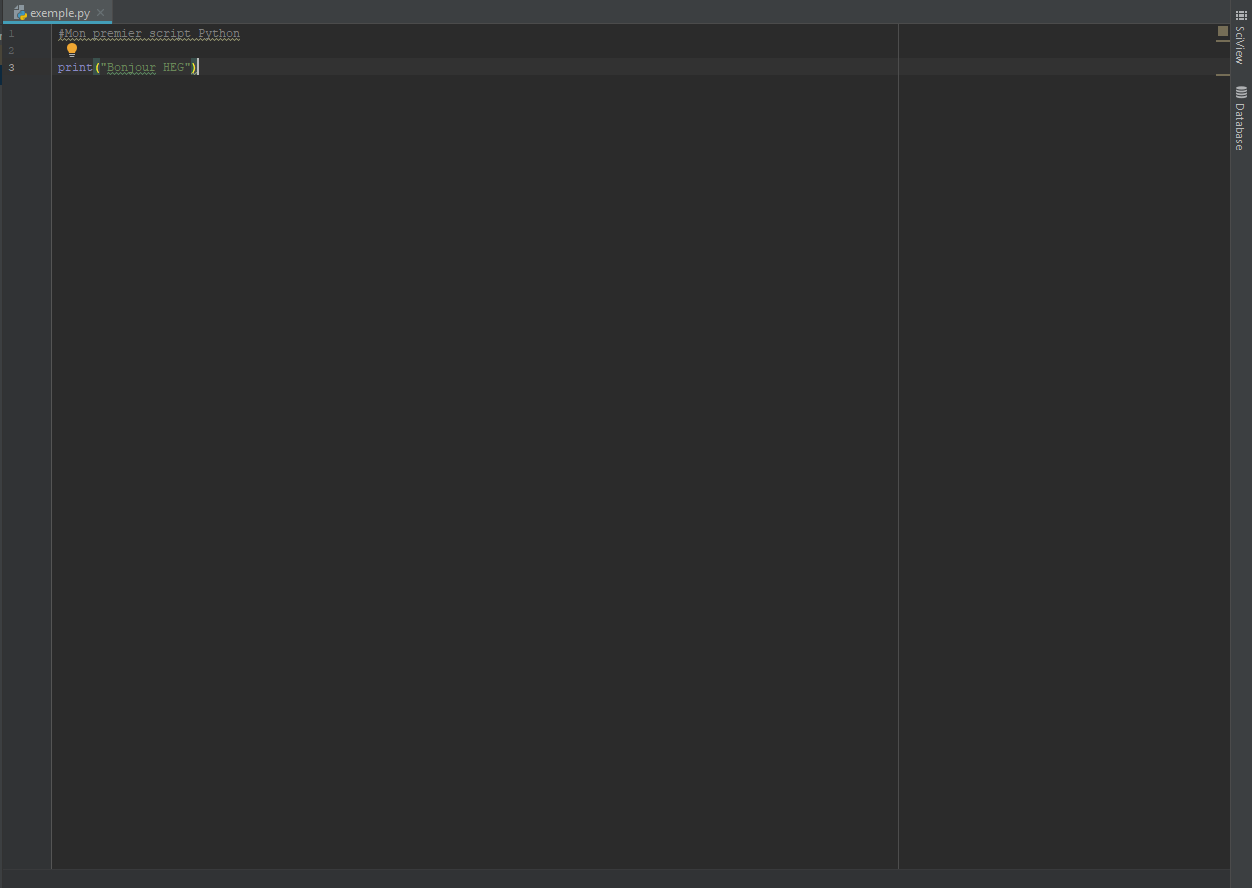 exemple.py
1 #Mon premier script Python
2
3 print("Bonjour HEG")
SciView
Database